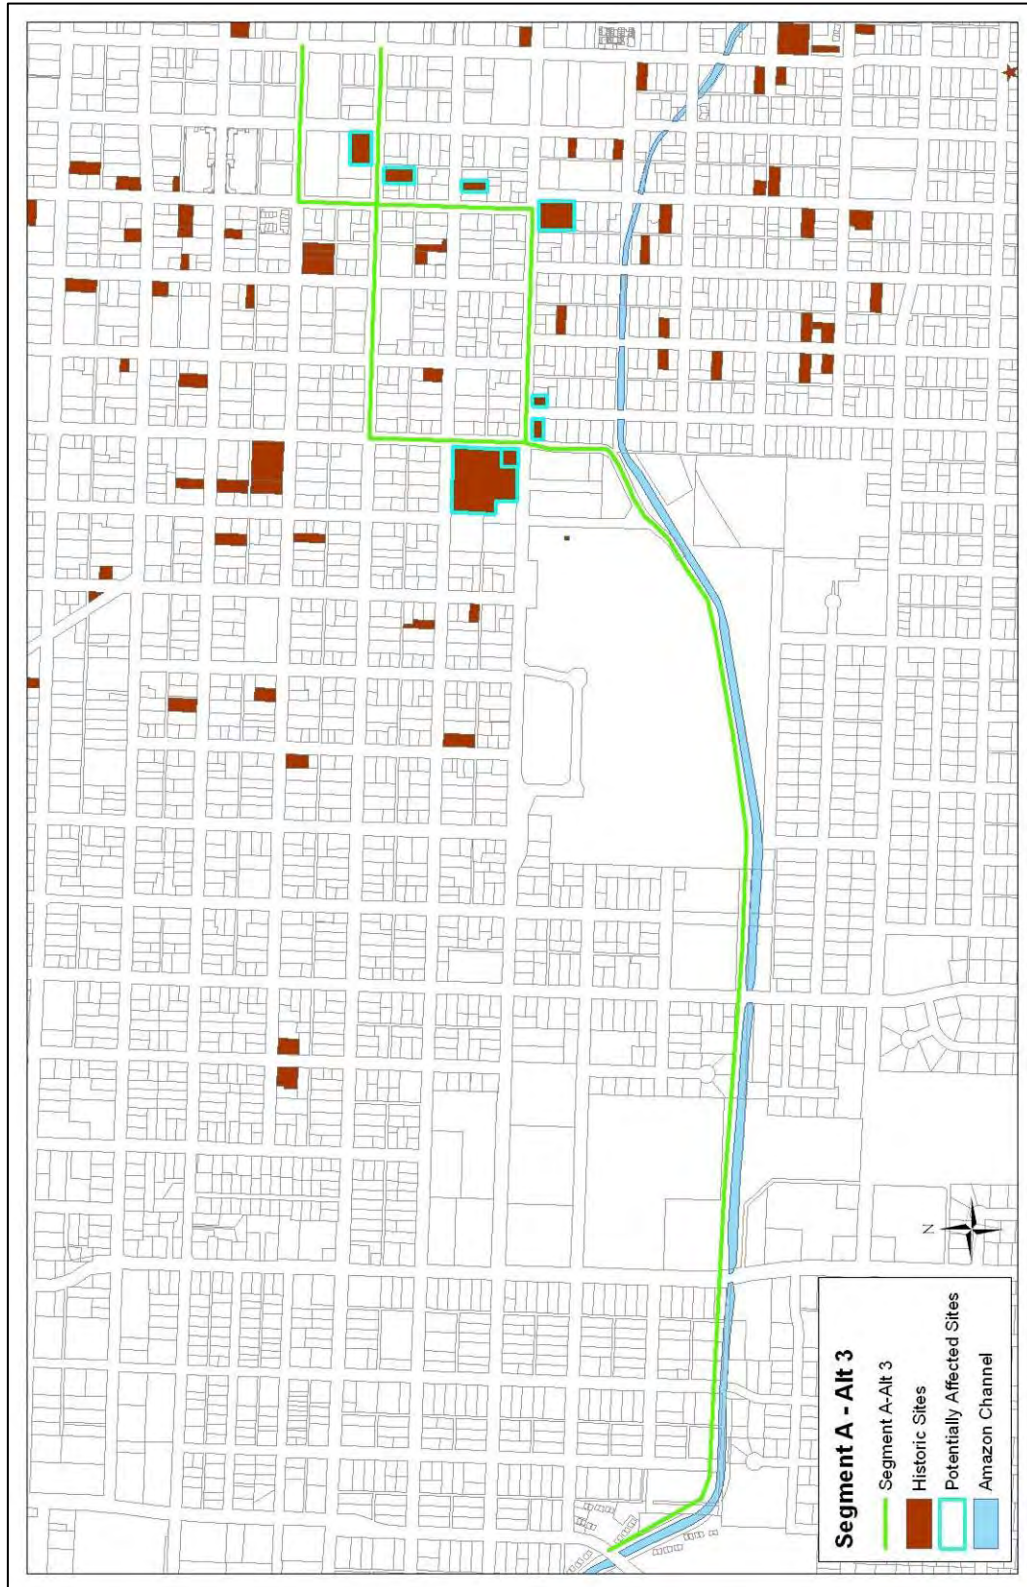 N
Segment A - Alt 3
Segment A-Alt 3
Historic Sites
Potentially Affected Sites
Amazon Channel